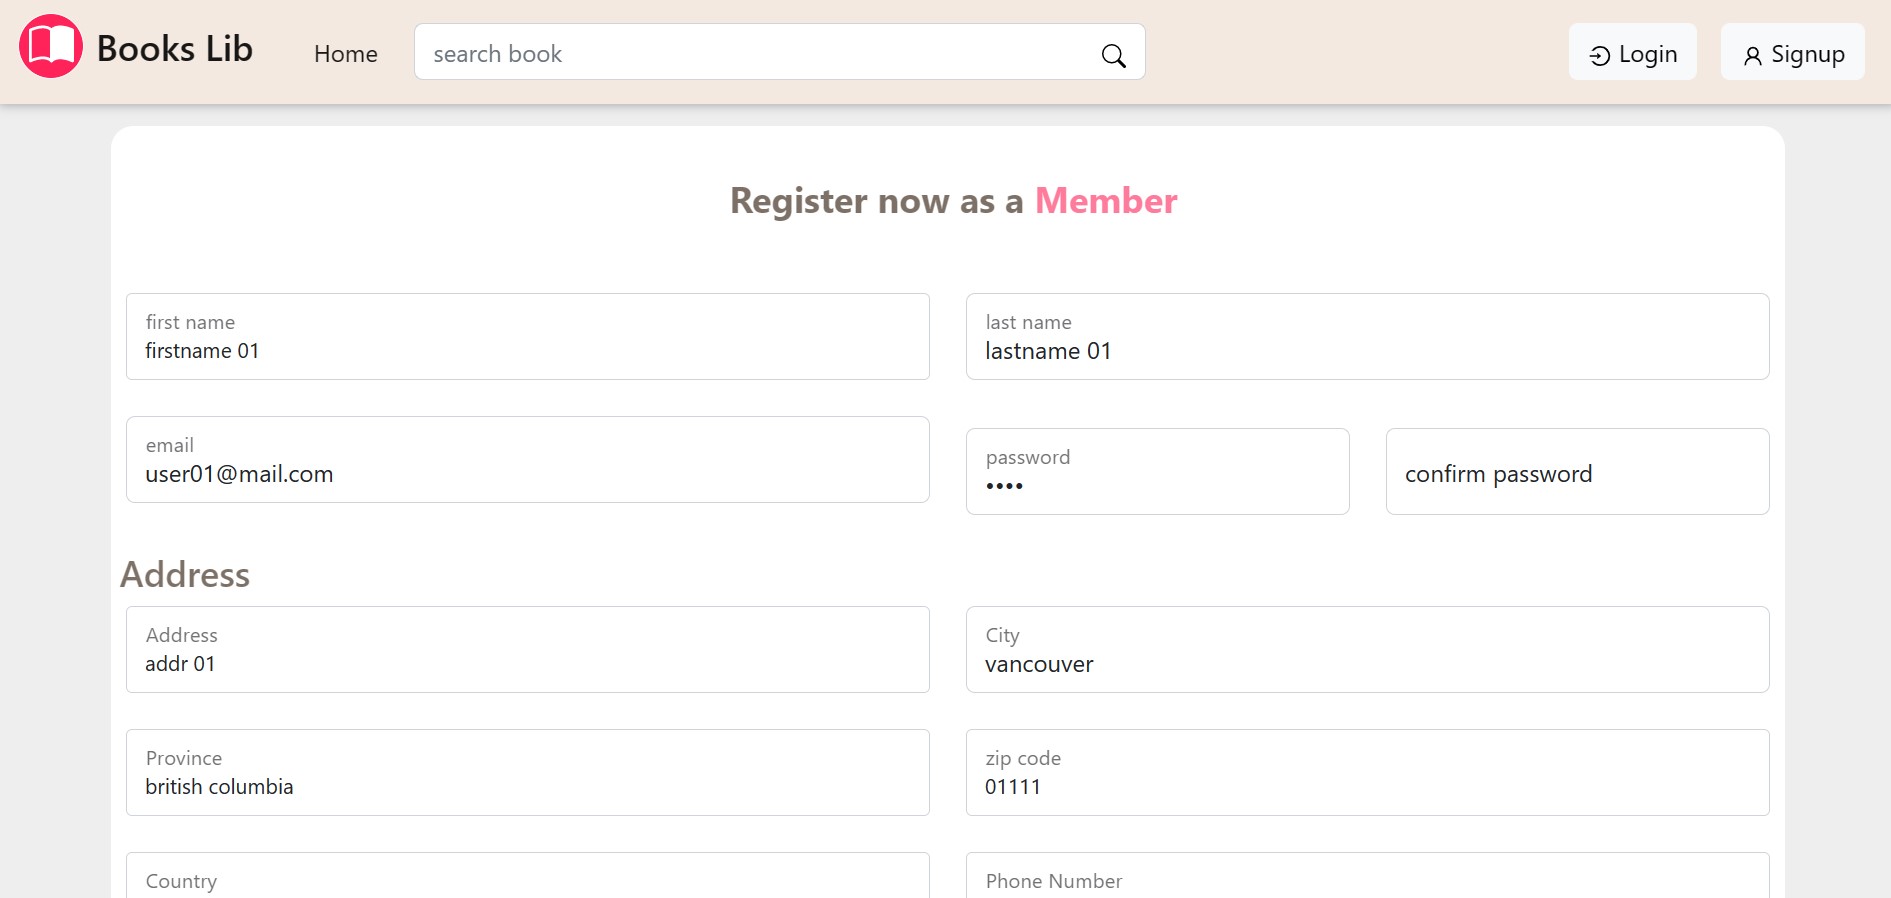 Books Lib Home search book Login Signup
Register now as a Member
first name last name
firstname 01 lastname 01
email
user01@mail.com
password
••••
confirm password
Address
Address City
addr 01 vancouver
Province zip code
british columbia 01111
Country Phone Number